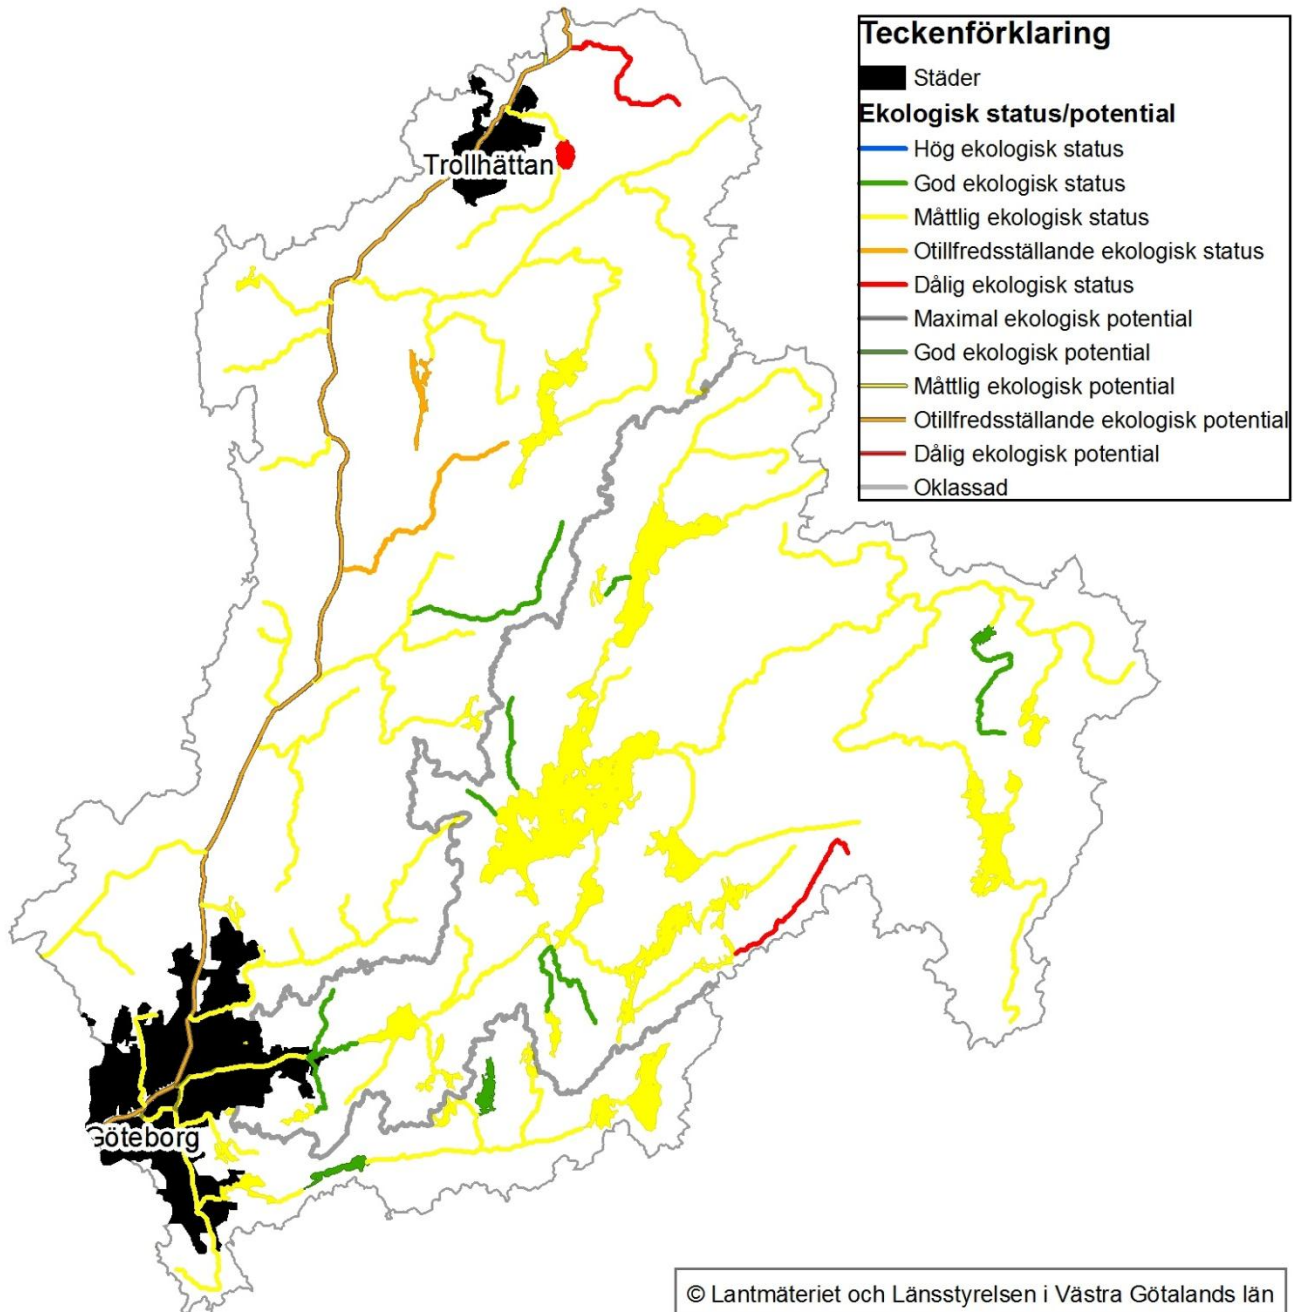 Teckenförklaring
Städer
Ekologisk status/potential
Hög ekologisk status
God ekologisk status
Måttlig ekologisk status
Otillfredsställande ekologisk status
Dålig ekologisk status
Maximal ekologisk potential
God ekologisk potential
Måttlig ekologisk potential
Otillfredsställande ekologisk potential
Dålig ekologisk potential
Oklassad
Trollhättan
Göteborg
© Lantmäteriet och Länsstyrelsen i Västra Götalands län